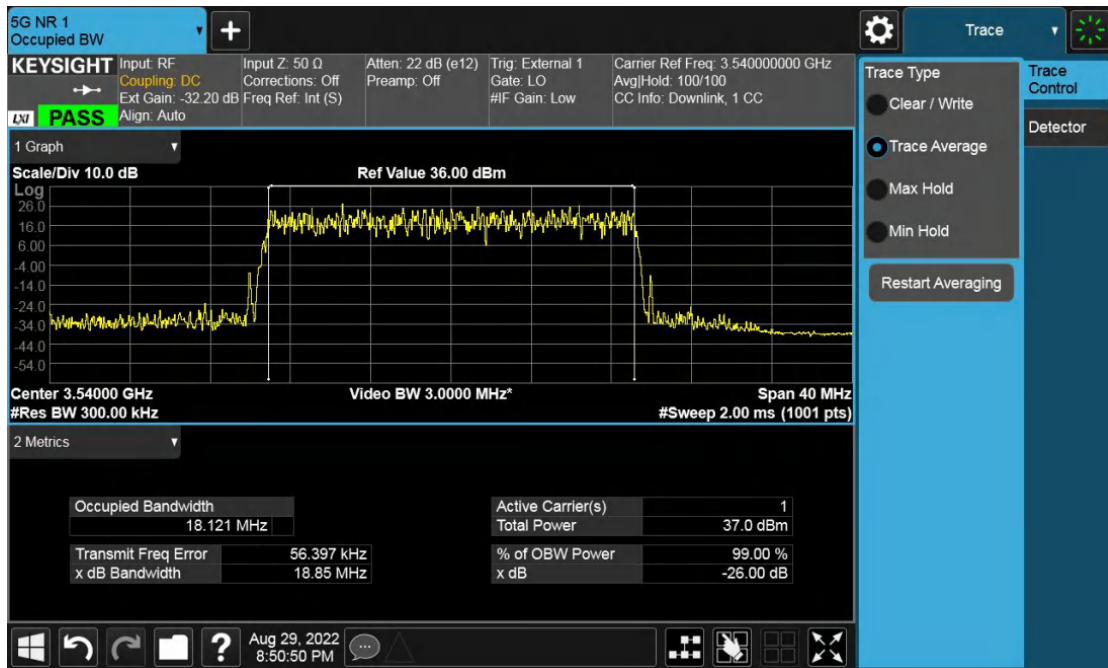 5G NR 1
Occupied BW
+
Trace
KEYSIGHT
LXI PASS
Input: RF
Coupling: DC
Ext Gain: -32.20 dB
Align: Auto
Input Z: 50 Ω
Corrections: Off
Freq Ref: Int (S)
Atten: 22 dB (e12)
Preamp: Off
Trig: External 1
Gate: LO
#IF Gain: Low
Carrier Ref Freq: 3.540000000 GHz
Avg|Hold: 100/100
CC Info: Downlink, 1 CC
1 Graph
Scale/Div 10.0 dB
Ref Value 36.00 dBm
Log
26.0
16.0
6.00
-4.00
-14.0
-24.0
-34.0
-44.0
-54.0
Center 3.54000 GHz
Video BW 3.0000 MHz*
Span 40 MHz
#Res BW 300.00 kHz
#Sweep 2.00 ms (1001 pts)
2 Metrics
Occupied Bandwidth
18.121 MHz
Transmit Freq Error 56.397 kHz
x dB Bandwidth 18.85 MHz
Active Carrier(s) 1
Total Power 37.0 dBm
% of OBW Power 99.00 %
x dB -26.00 dB
Trace Type
Clear / Write
Trace Average
Max Hold
Min Hold
Restart Averaging
Trace
Control
Detector
?
Aug 29, 2022
8:50:50 PM